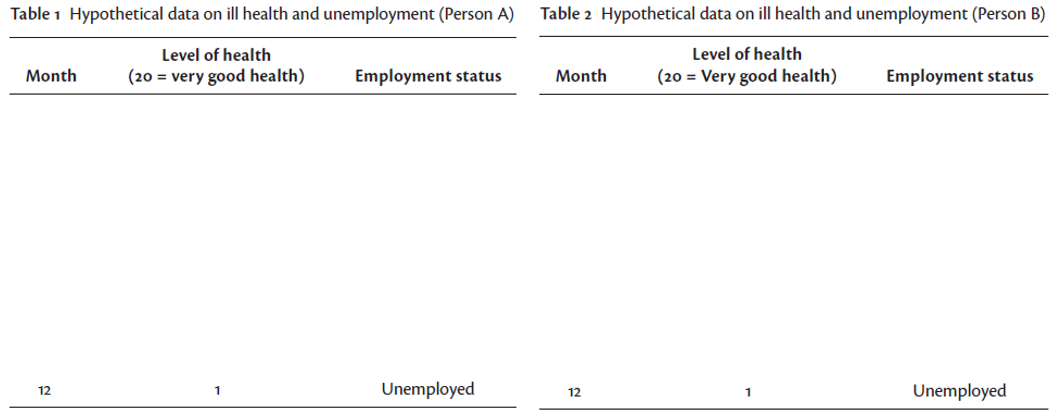 Table 1 Hypothetical data on ill health and unemployment (Person A)
Month Level of health (20 = very good health) Employment status
12 1 Unemployed
Table 2 Hypothetical data on ill health and unemployment (Person B)
Month Level of health (20 = Very good health) Employment status
12 1 Unemployed